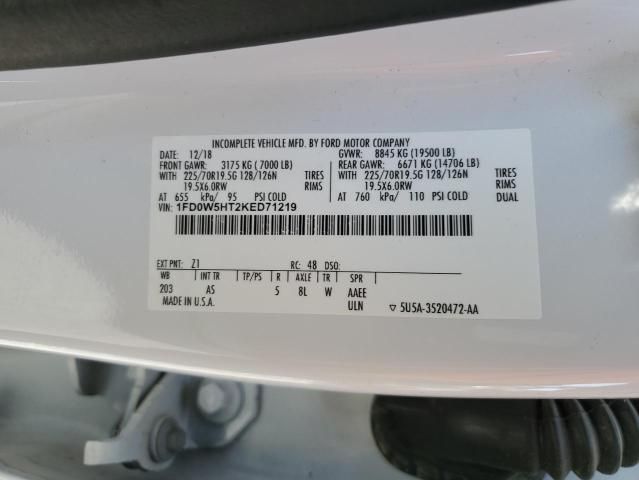 INCOMPLETE VEHICLE MFD. BY FORD MOTOR COMPANY
DATE: 12/18 GVWR: 8845 KG (19500 LB)
FRONT GAWR: 3175 KG ( 7000 LB) REAR GAWR: 6671 KG (14706 LB)
WITH 225/70R19.5G 128/126N TIRES WITH 225/70R19.5G 128/126N TIRES
19.5X6.0RW RIMS 19.5X6.0RW RIMS
AT 655 kPa/ 95 PSI COLD AT 760 kPa/ 110 PSI COLD DUAL
VIN: 1FD0W5HT2KED71219
EXT PNT: Z1 RC: 48 DSO:
WB INT TR TP/PS R AXLE TR SPR
203 AS 5 8L W AAEE
MADE IN U.S.A. ULN ▽ 5U5A-3520472-AA